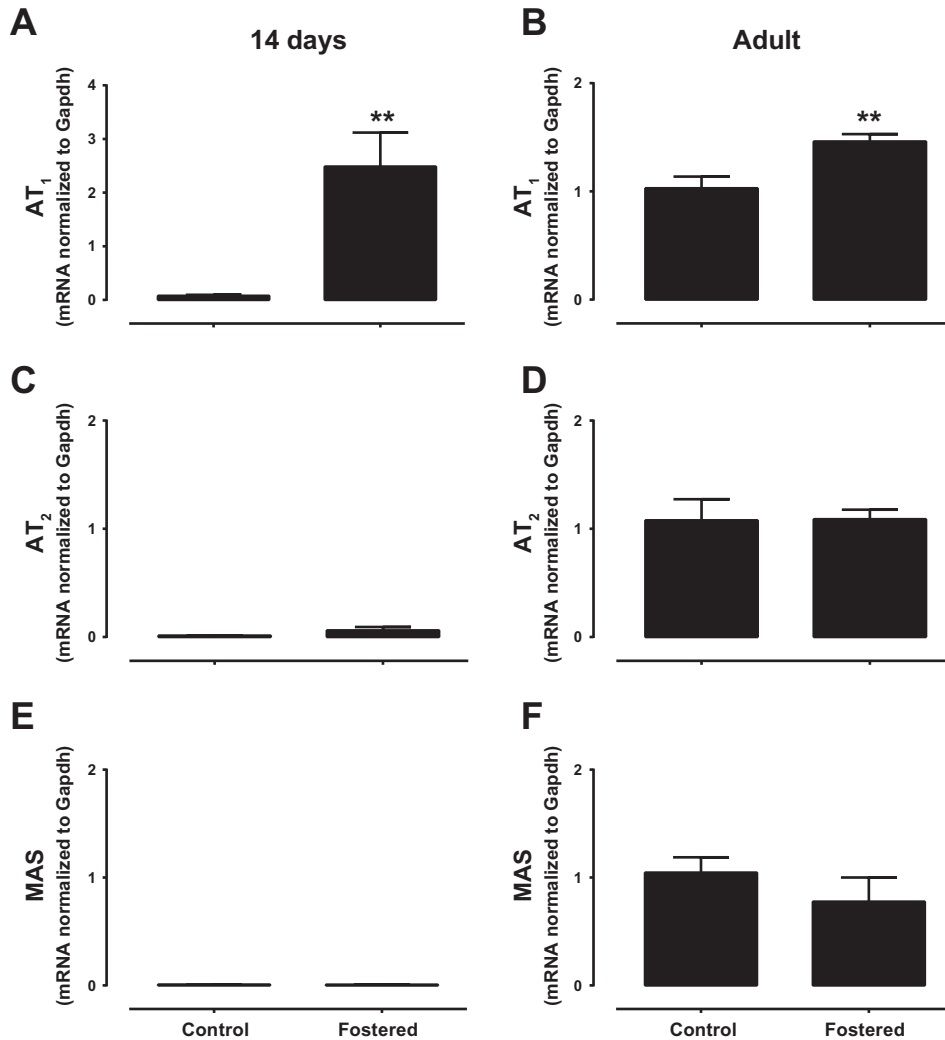 A
14 days
AT1
(mRNA normalized to Gapdh)
4
3
2
1
0
**
B
Adult
AT1
(mRNA normalized to Gapdh)
2
1
0
**
C
AT2
(mRNA normalized to Gapdh)
2
1
0
D
AT2
(mRNA normalized to Gapdh)
2
1
0
E
MAS
(mRNA normalized to Gapdh)
2
1
0
Control
Fostered
F
MAS
(mRNA normalized to Gapdh)
2
1
0
Control
Fostered